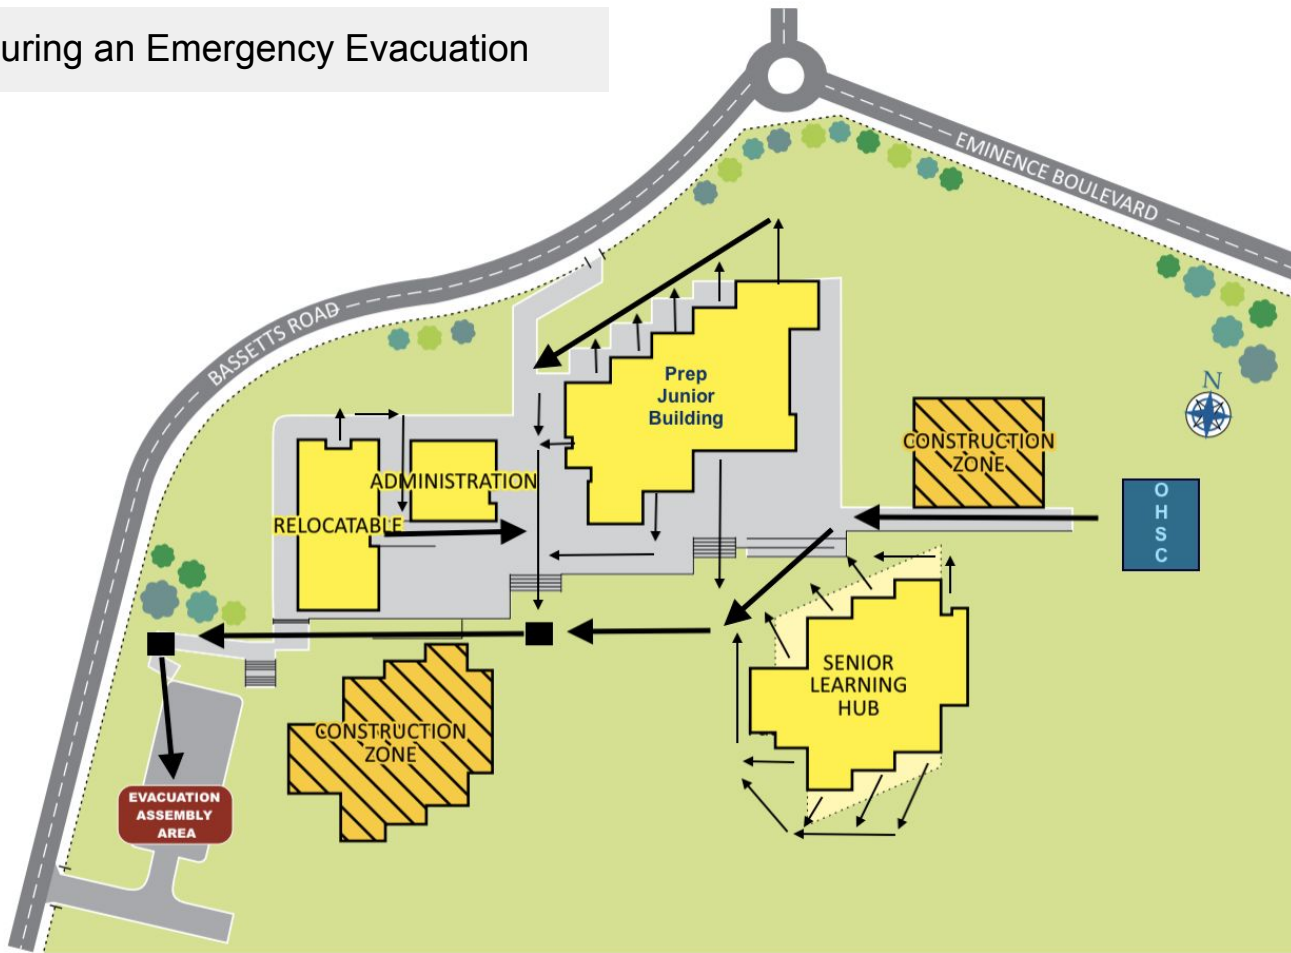 uring an Emergency Evacuation
EMINENCE BOULEVARD
BASSETTS ROAD
Prep
Junior
Building
N
CONSTRUCTION
ZONE
ADMINISTRATION
RELOCATABLE
O
H
S
C
SENIOR
LEARNING
HUB
CONSTRUCTION
ZONE
EVACUATION
ASSEMBLY
AREA